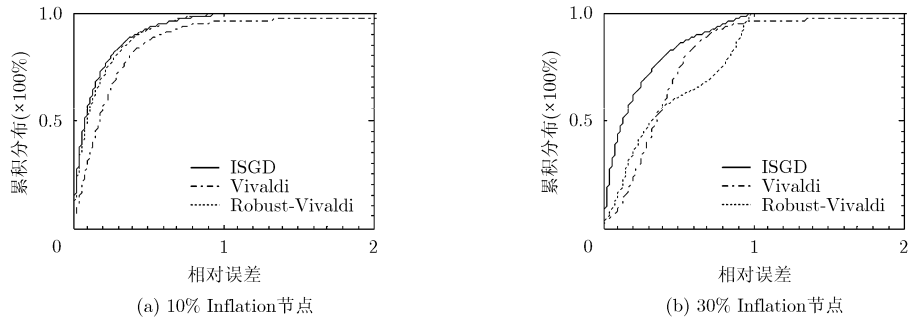 1.0
0.5
0
1
2
累积分布(×100%)
相对误差
ISGD
Vivaldi
Robust-Vivaldi
(a) 10% Inflation节点
1.0
0.5
0
1
2
累积分布(×100%)
相对误差
ISGD
Vivaldi
Robust-Vivaldi
(b) 30% Inflation节点